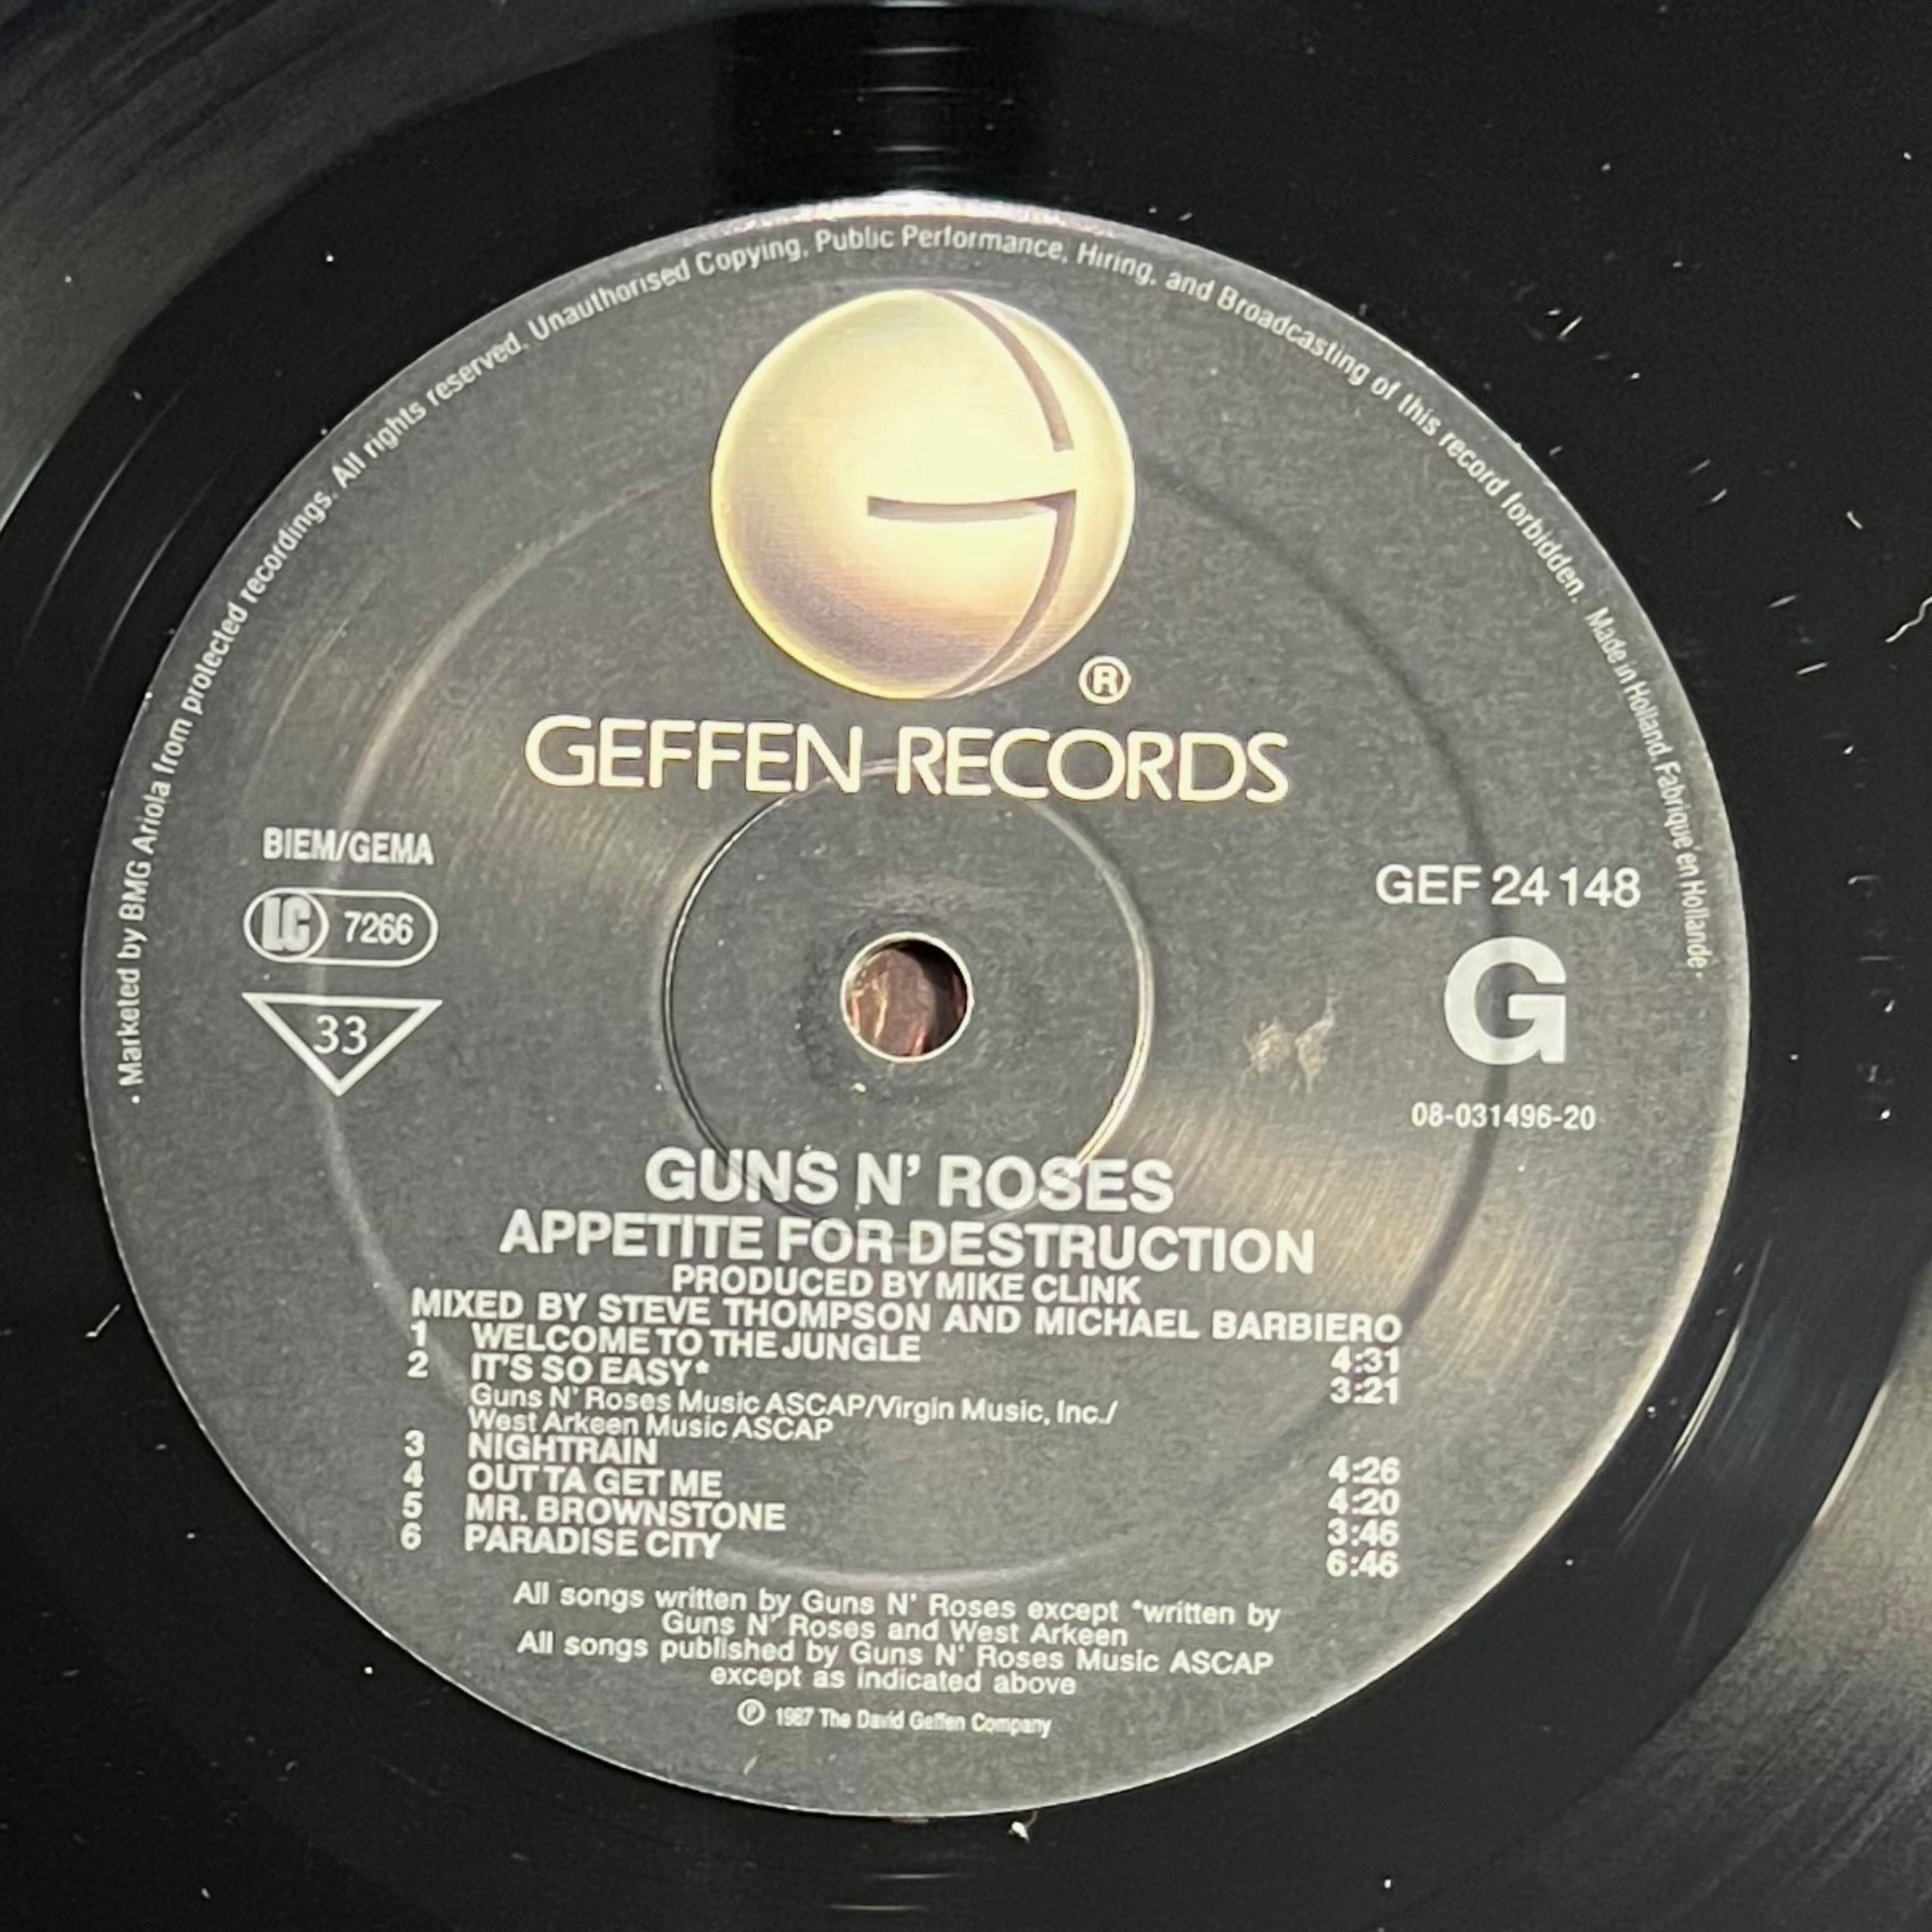 · Marketed by BMG Ariola from protected recordings. All rights reserved. Unauthorised Copying, Public Performance, Hiring, and Broadcasting of this record forbidden. Made in Holland, Fabriqué en Hollande ·
®
GEFFEN RECORDS
BIEM/GEMA
LC 7266
33
GEF 24 148
G
08-031496-20
GUNS N' ROSES
APPETITE FOR DESTRUCTION
PRODUCED BY MIKE CLINK
MIXED BY STEVE THOMPSON AND MICHAEL BARBIERO
1 WELCOME TO THE JUNGLE 4:31
2 IT'S SO EASY* 3:21
Guns N' Roses Music ASCAP/Virgin Music, Inc./
West Arkeen Music ASCAP
3 NIGHTRAIN 4:26
4 OUT TA GET ME 4:20
5 MR. BROWNSTONE 3:46
6 PARADISE CITY 6:46
All songs written by Guns N' Roses except *written by
Guns N' Roses and West Arkeen
All songs published by Guns N' Roses Music ASCAP
except as indicated above
℗ 1987 The David Geffen Company